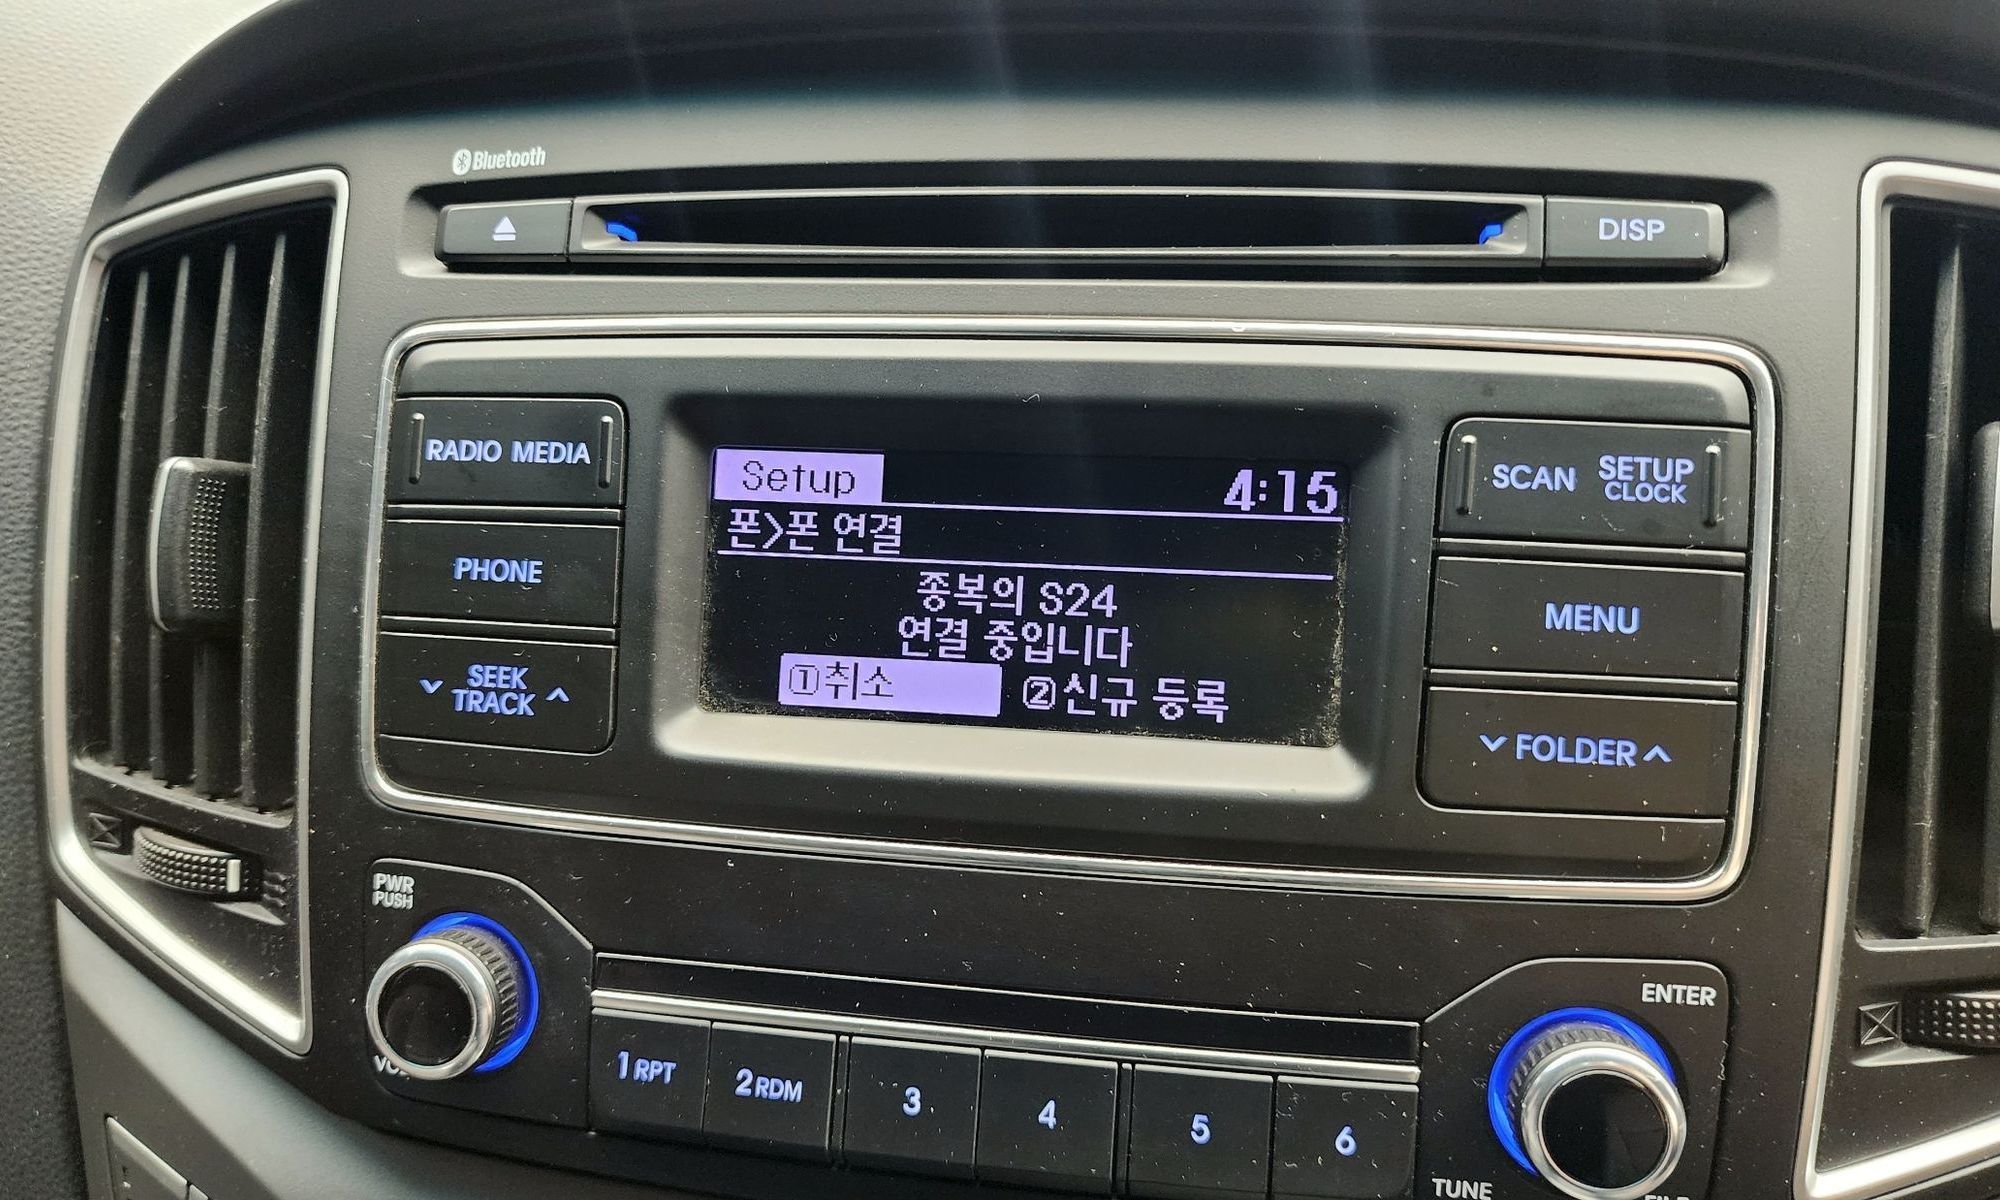 Bluetooth
DISP
RADIO MEDIA
PHONE
SEEK
TRACK
Setup
4:15
폰>폰 연결
종복의 S24
연결 중입니다
①취소 ②신규 등록
SCAN
SETUP
CLOCK
MENU
FOLDER
PWR
PUSH
1 RPT
2 RDM
3
4
5
6
ENTER
TUNE